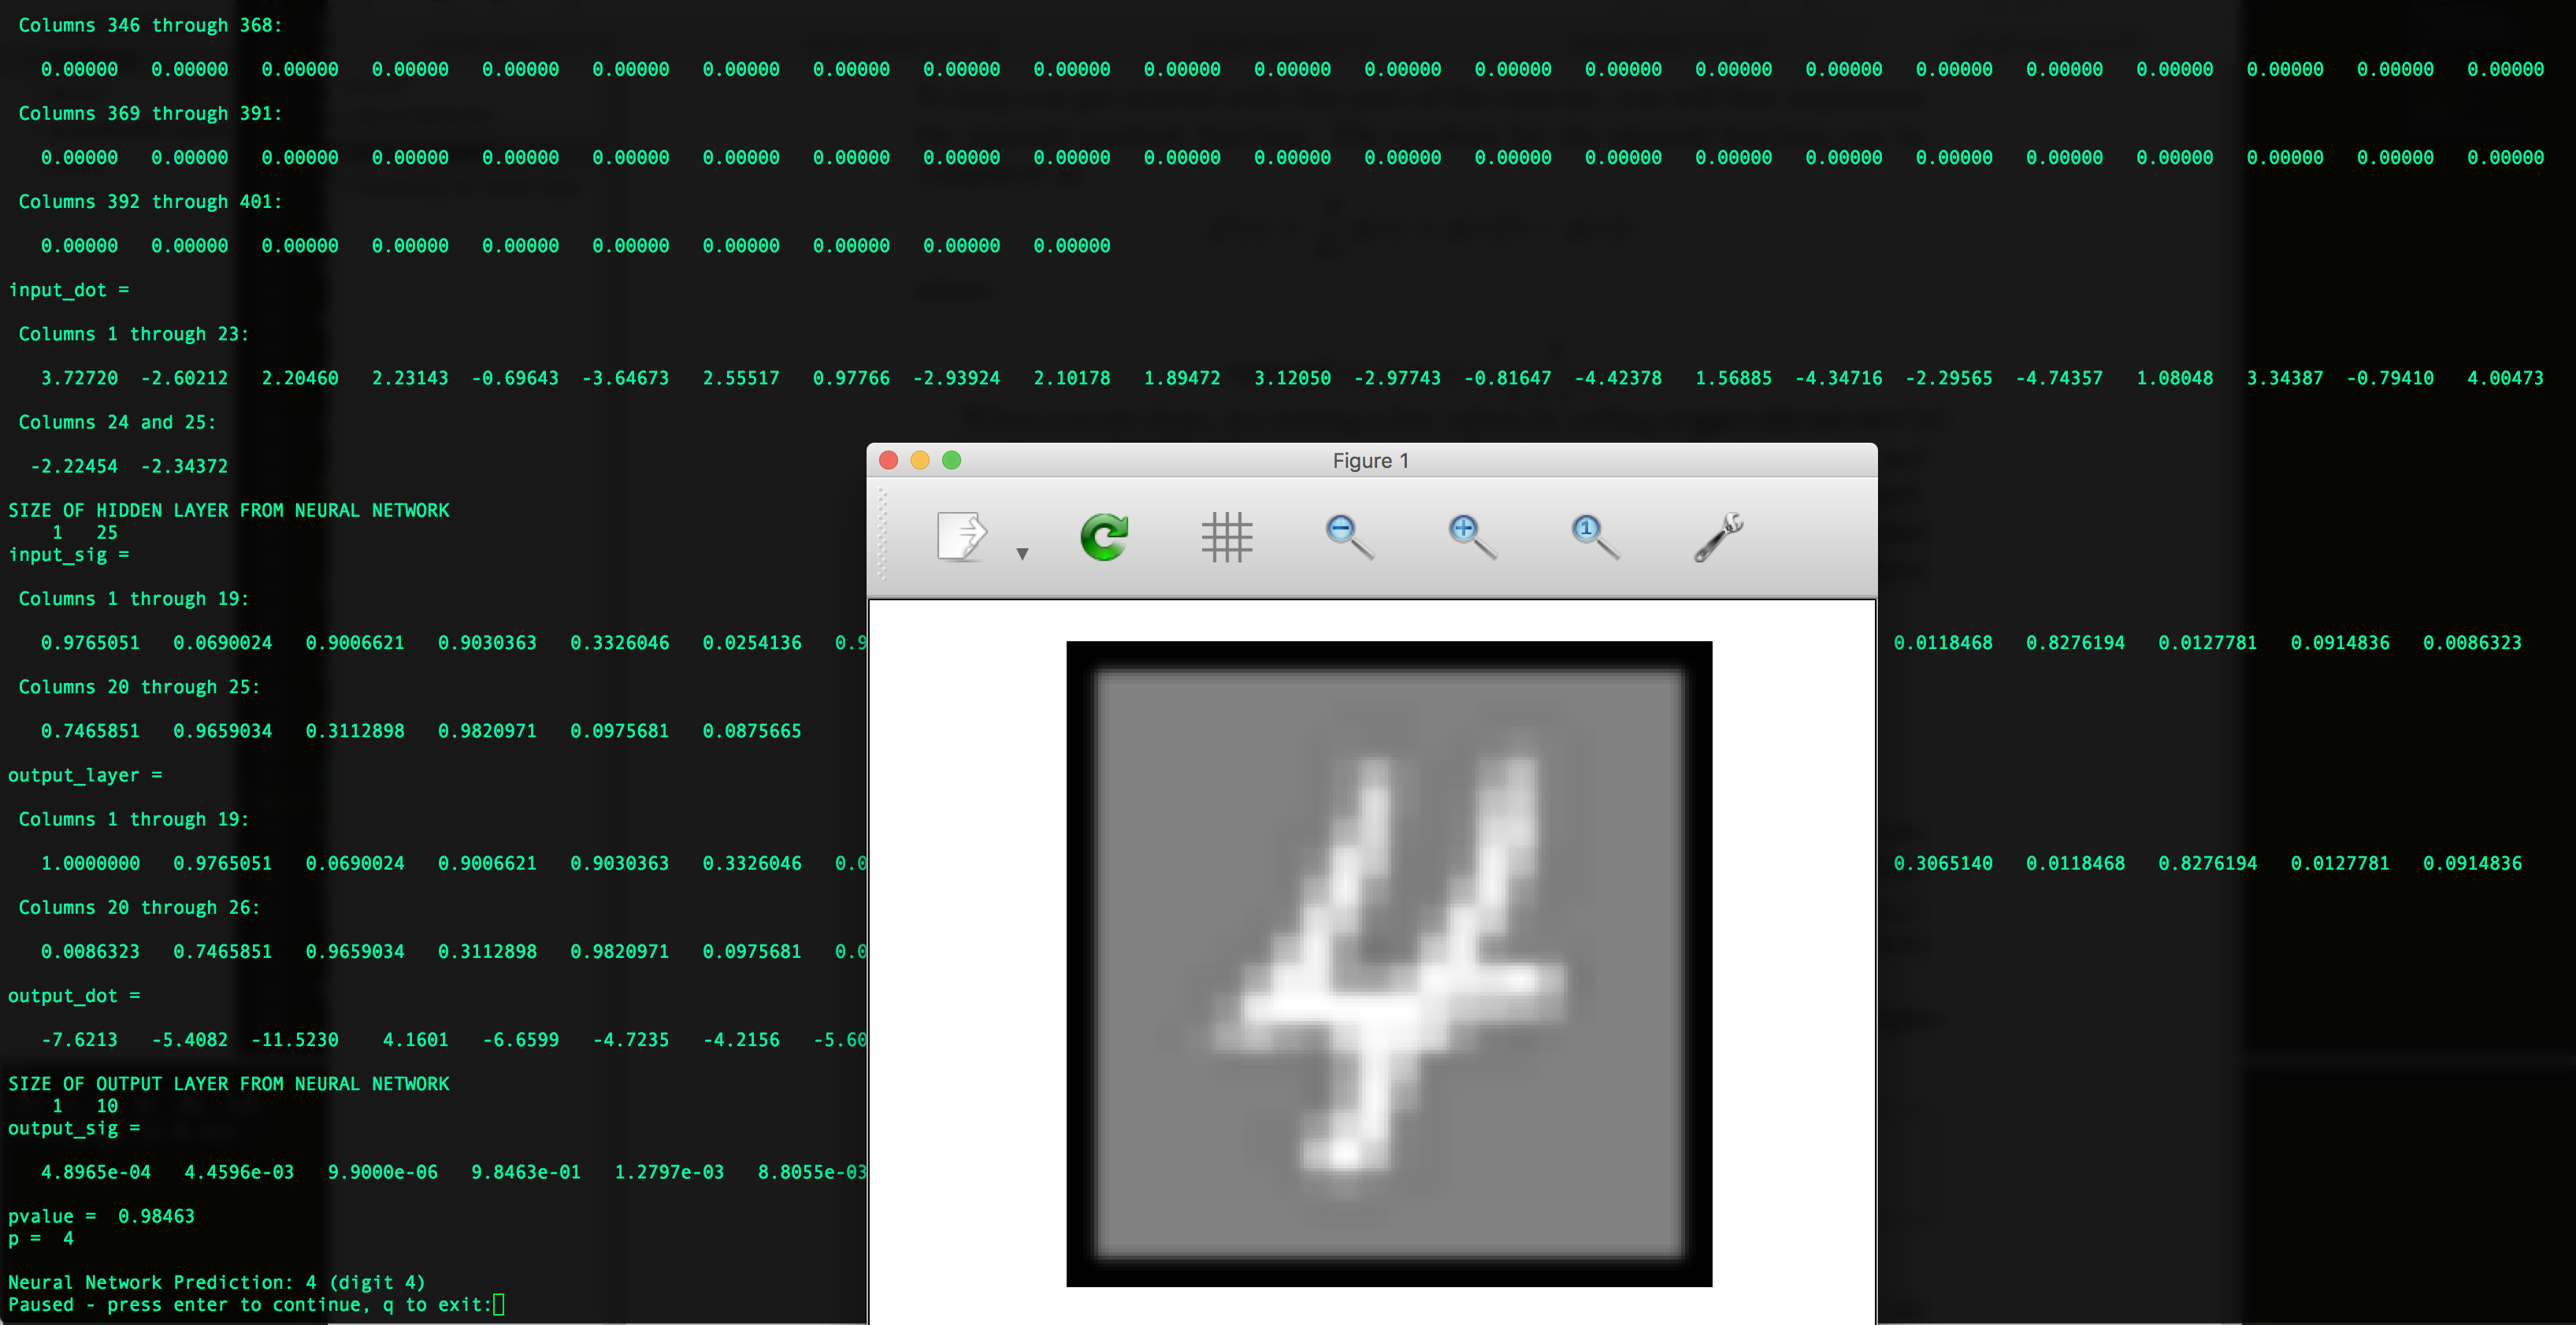 Columns 346 through 368:
0.00000 0.00000 0.00000 0.00000 0.00000 0.00000 0.00000 0.00000 0.00000 0.00000 0.00000 0.00000 0.00000 0.00000 0.00000 0.00000 0.00000 0.00000 0.00000 0.00000 0.00000 0.00000 0.00000
Columns 369 through 391:
0.00000 0.00000 0.00000 0.00000 0.00000 0.00000 0.00000 0.00000 0.00000 0.00000 0.00000 0.00000 0.00000 0.00000 0.00000 0.00000 0.00000 0.00000 0.00000 0.00000 0.00000 0.00000 0.00000
Columns 392 through 401:
0.00000 0.00000 0.00000 0.00000 0.00000 0.00000 0.00000 0.00000 0.00000 0.00000
input_dot =
Columns 1 through 23:
3.72720 -2.60212 2.20460 2.23143 -0.69643 -3.64673 2.55517 0.97766 -2.93924 2.10178 1.89472 3.12050 -2.97743 -0.81647 -4.42378 1.56885 -4.34716 -2.29565 -4.74357 1.08048 3.34387 -0.79410 4.00473
Columns 24 and 25:
-2.22454 -2.34372
Figure 1
SIZE OF HIDDEN LAYER FROM NEURAL NETWORK
1 25
input_sig =
Columns 1 through 19:
0.9765051 0.0690024 0.9006621 0.9030363 0.3326046 0.0254136 0.9 0.0118468 0.8276194 0.0127781 0.0914836 0.0086323
Columns 20 through 25:
0.7465851 0.9659034 0.3112898 0.9820971 0.0975681 0.0875665
output_layer =
Columns 1 through 19:
1.0000000 0.9765051 0.0690024 0.9006621 0.9030363 0.3326046 0.0 0.3065140 0.0118468 0.8276194 0.0127781 0.0914836
Columns 20 through 26:
0.0086323 0.7465851 0.9659034 0.3112898 0.9820971 0.0975681 0.0
output_dot =
-7.6213 -5.4082 -11.5230 4.1601 -6.6599 -4.7235 -4.2156 -5.60
SIZE OF OUTPUT LAYER FROM NEURAL NETWORK
1 10
output_sig =
4.8965e-04 4.4596e-03 9.9000e-06 9.8463e-01 1.2797e-03 8.8055e-03
pvalue = 0.98463
p = 4
Neural Network Prediction: 4 (digit 4)
Paused - press enter to continue, q to exit:
4